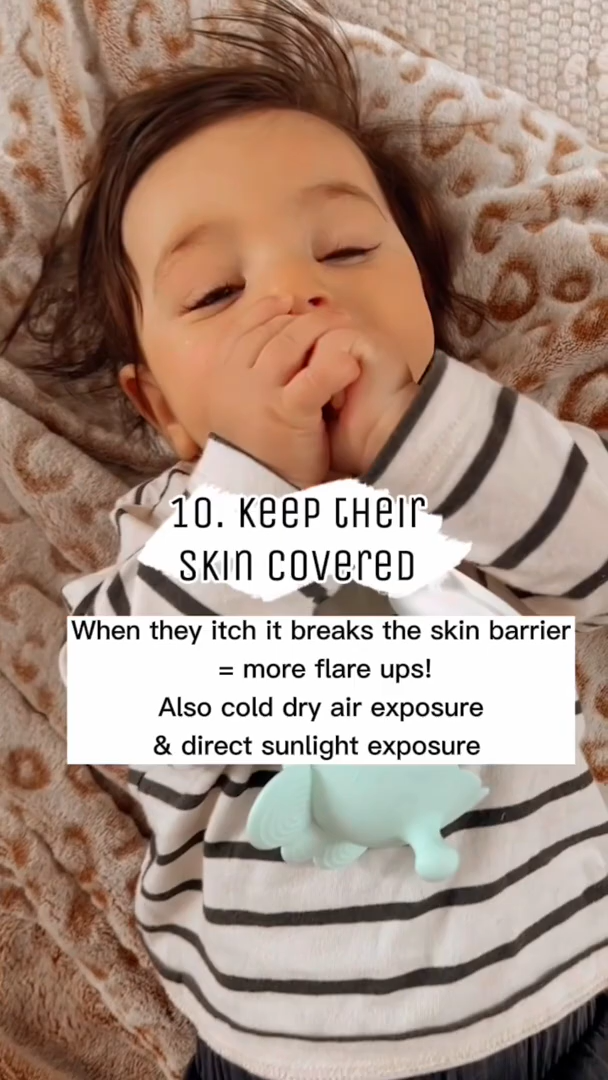 10. Keep their
skin covered
When they itch it breaks the skin barrier
= more flare ups!
Also cold dry air exposure
& direct sunlight exposure